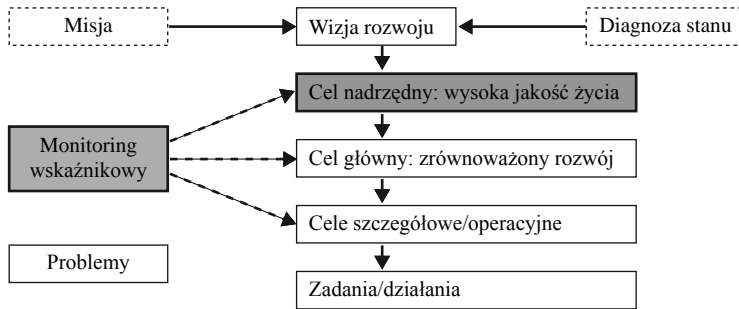 Misja
Wizja rozwoju
Diagnoza stanu
Cel nadrzędny: wysoka jakość życia
Monitoring
wskaźnikowy
Cel główny: zrównoważony rozwój
Cele szczegółowe/operacyjne
Problemy
Zadania/działania